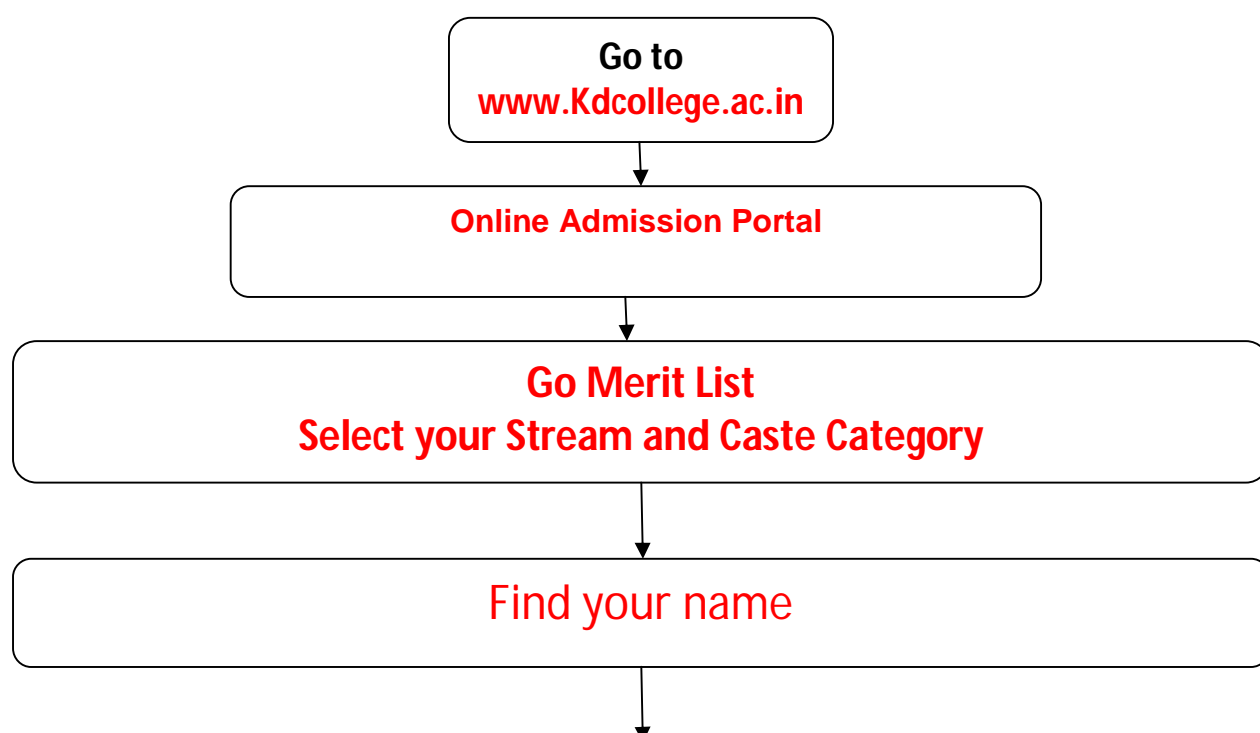 Go to
www.Kdcollege.ac.in
Online Admission Portal
Go Merit List
Select your Stream and Caste Category
Find your name